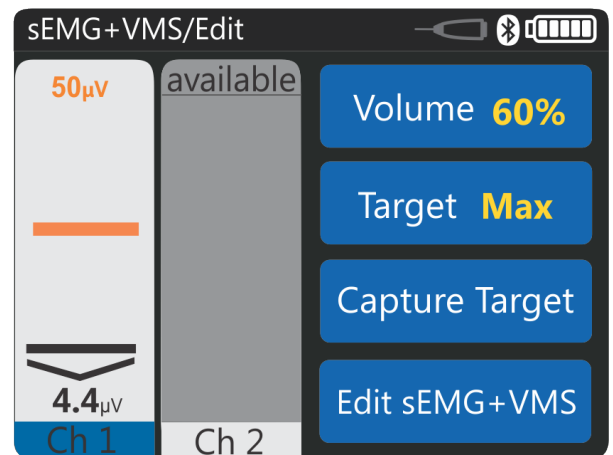 sEMG+VMS/Edit
50µV
available
Volume 60%
Target Max
Capture Target
4.4µV
Edit sEMG+VMS
Ch 1
Ch 2